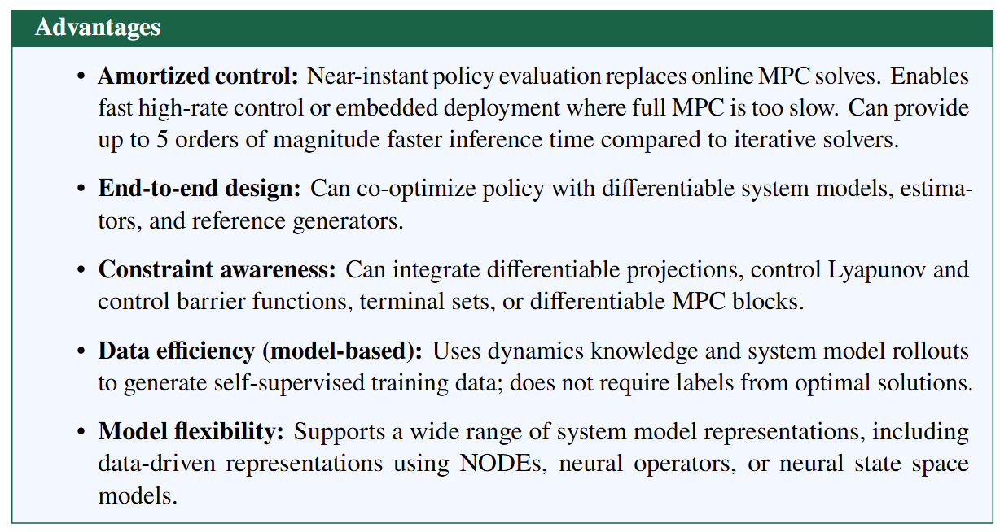 Advantages
• Amortized control: Near-instant policy evaluation replaces online MPC solves. Enables
fast high-rate control or embedded deployment where full MPC is too slow. Can provide
up to 5 orders of magnitude faster inference time compared to iterative solvers.
• End-to-end design: Can co-optimize policy with differentiable system models, estima-
tors, and reference generators.
• Constraint awareness: Can integrate differentiable projections, control Lyapunov and
control barrier functions, terminal sets, or differentiable MPC blocks.
• Data efficiency (model-based): Uses dynamics knowledge and system model rollouts
to generate self-supervised training data; does not require labels from optimal solutions.
• Model flexibility: Supports a wide range of system model representations, including
data-driven representations using NODEs, neural operators, or neural state space
models.